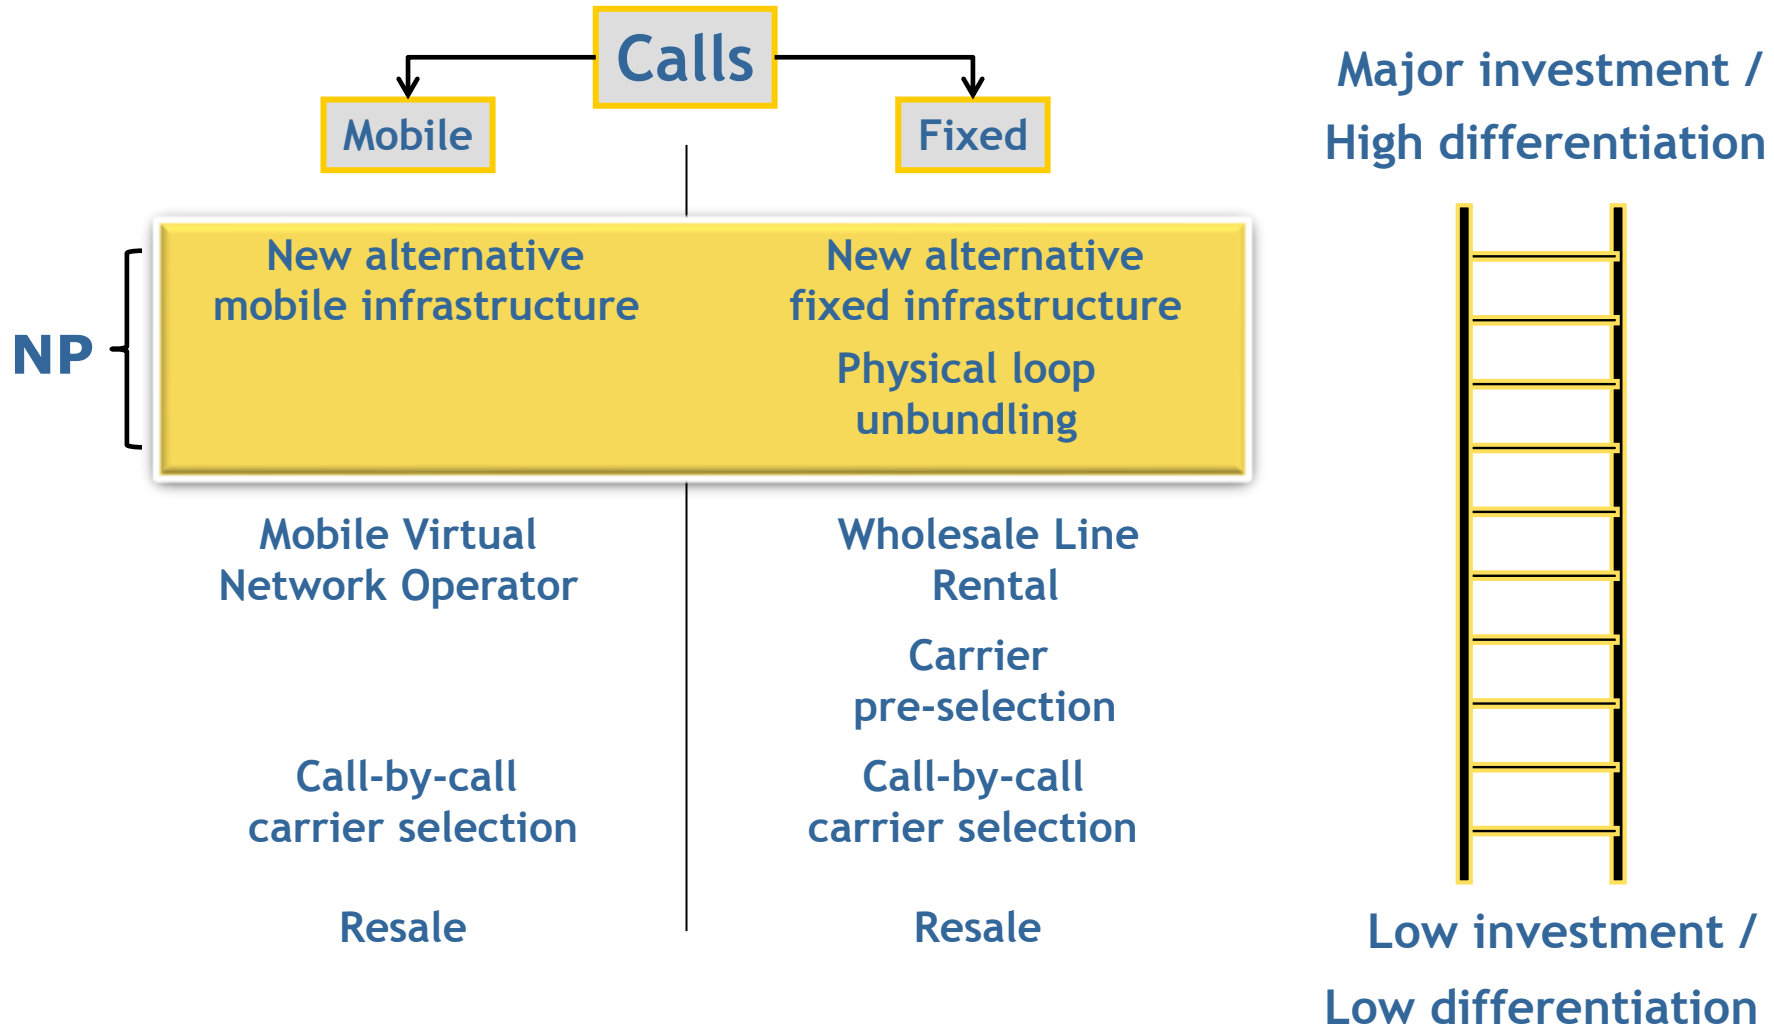 Calls
Mobile
Fixed
Major investment /
High differentiation
NP
New alternative
mobile infrastructure
New alternative
fixed infrastructure
Physical loop
unbundling
Mobile Virtual
Network Operator
Wholesale Line
Rental
Carrier
pre-selection
Call-by-call
carrier selection
Call-by-call
carrier selection
Resale
Resale
Low investment /
Low differentiation